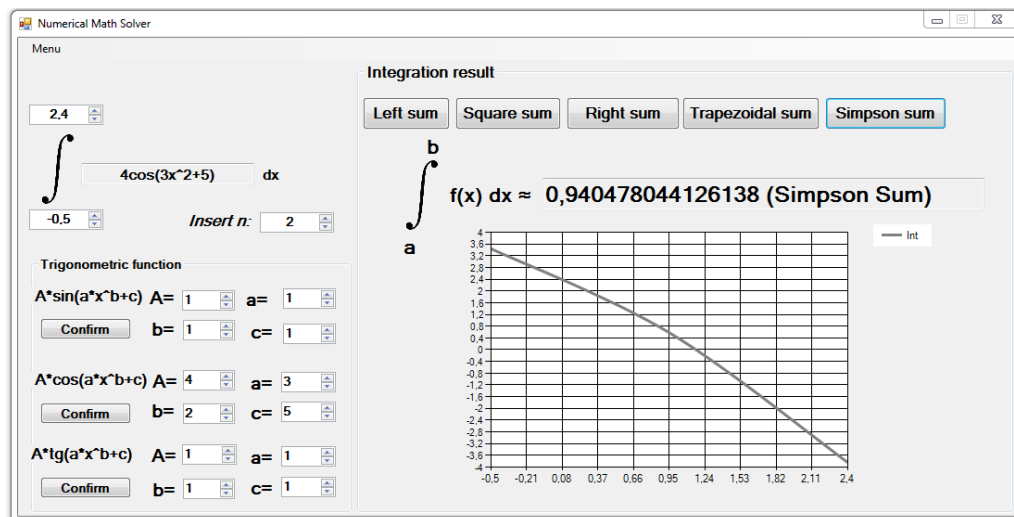 Numerical Math Solver
Menu
2,4
4cos(3x^2+5) dx
-0,5
Insert n: 2
Trigonometric function
A*sin(a*x^b+c) A= 1 a= 1
Confirm b= 1 c= 1
A*cos(a*x^b+c) A= 4 a= 3
Confirm b= 2 c= 5
A*tg(a*x^b+c) A= 1 a= 1
Confirm b= 1 c= 1
Integration result
Left sum Square sum Right sum Trapezoidal sum Simpson sum
b
f(x) dx ≈ 0,940478044126138 (Simpson Sum)
a
Int
4
3,6
3,2
2,8
2,4
2
1,6
1,2
0,8
0,4
0
-0,4
-0,8
-1,2
-1,6
-2
-2,4
-2,8
-3,2
-3,6
-4
-0,5 -0,21 0,08 0,37 0,66 0,95 1,24 1,53 1,82 2,11 2,4